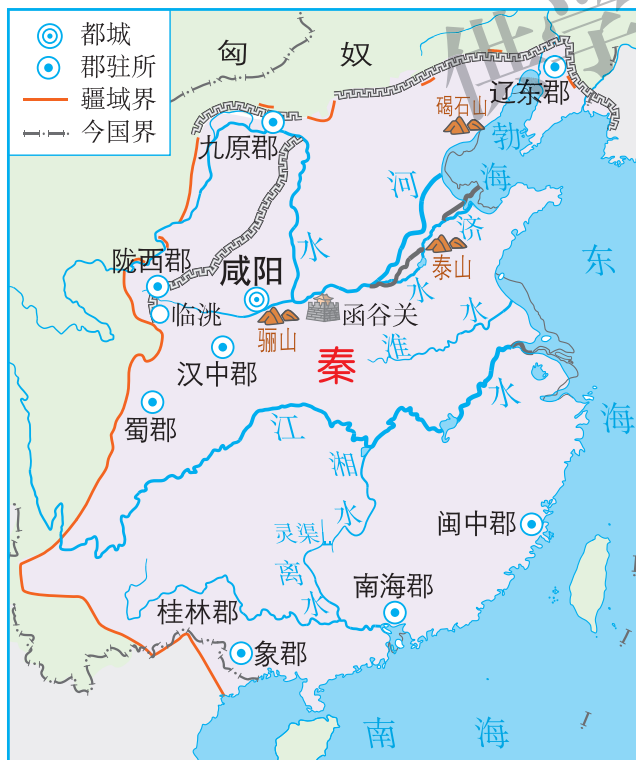 都城
郡驻所
疆域界
今国界
匈奴
辽东郡
碣石山
勃海
九原郡
河水
济水
泰山
东海
陇西郡
咸阳
临洮
骊山
函谷关
淮水
汉中郡
秦
蜀郡
江水
湘水
灵渠
离水
闽中郡
南海郡
桂林郡
象郡
南海